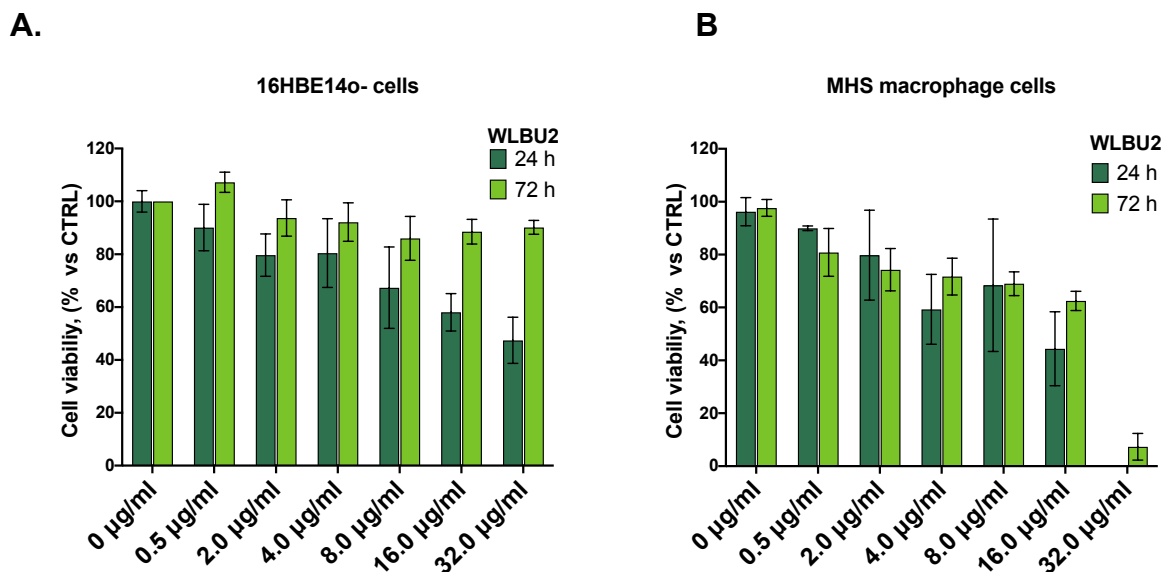 A.
B
16HBE14o- cells
MHS macrophage cells
WLBU2
24 h
72 h
Cell viabiliy, (% vs CTRL)
120
100
80
60
40
20
0
0 µg/ml
0.5 µg/ml
2.0 µg/ml
4.0 µg/ml
8.0 µg/ml
16.0 µg/ml
32.0 µg/ml
WLBU2
24 h
72 h
Cell viabiliy, (% vs CTRL)
120
100
80
60
40
20
0
0 µg/ml
0.5 µg/ml
2.0 µg/ml
4.0 µg/ml
8.0 µg/ml
16.0 µg/ml
32.0 µg/ml